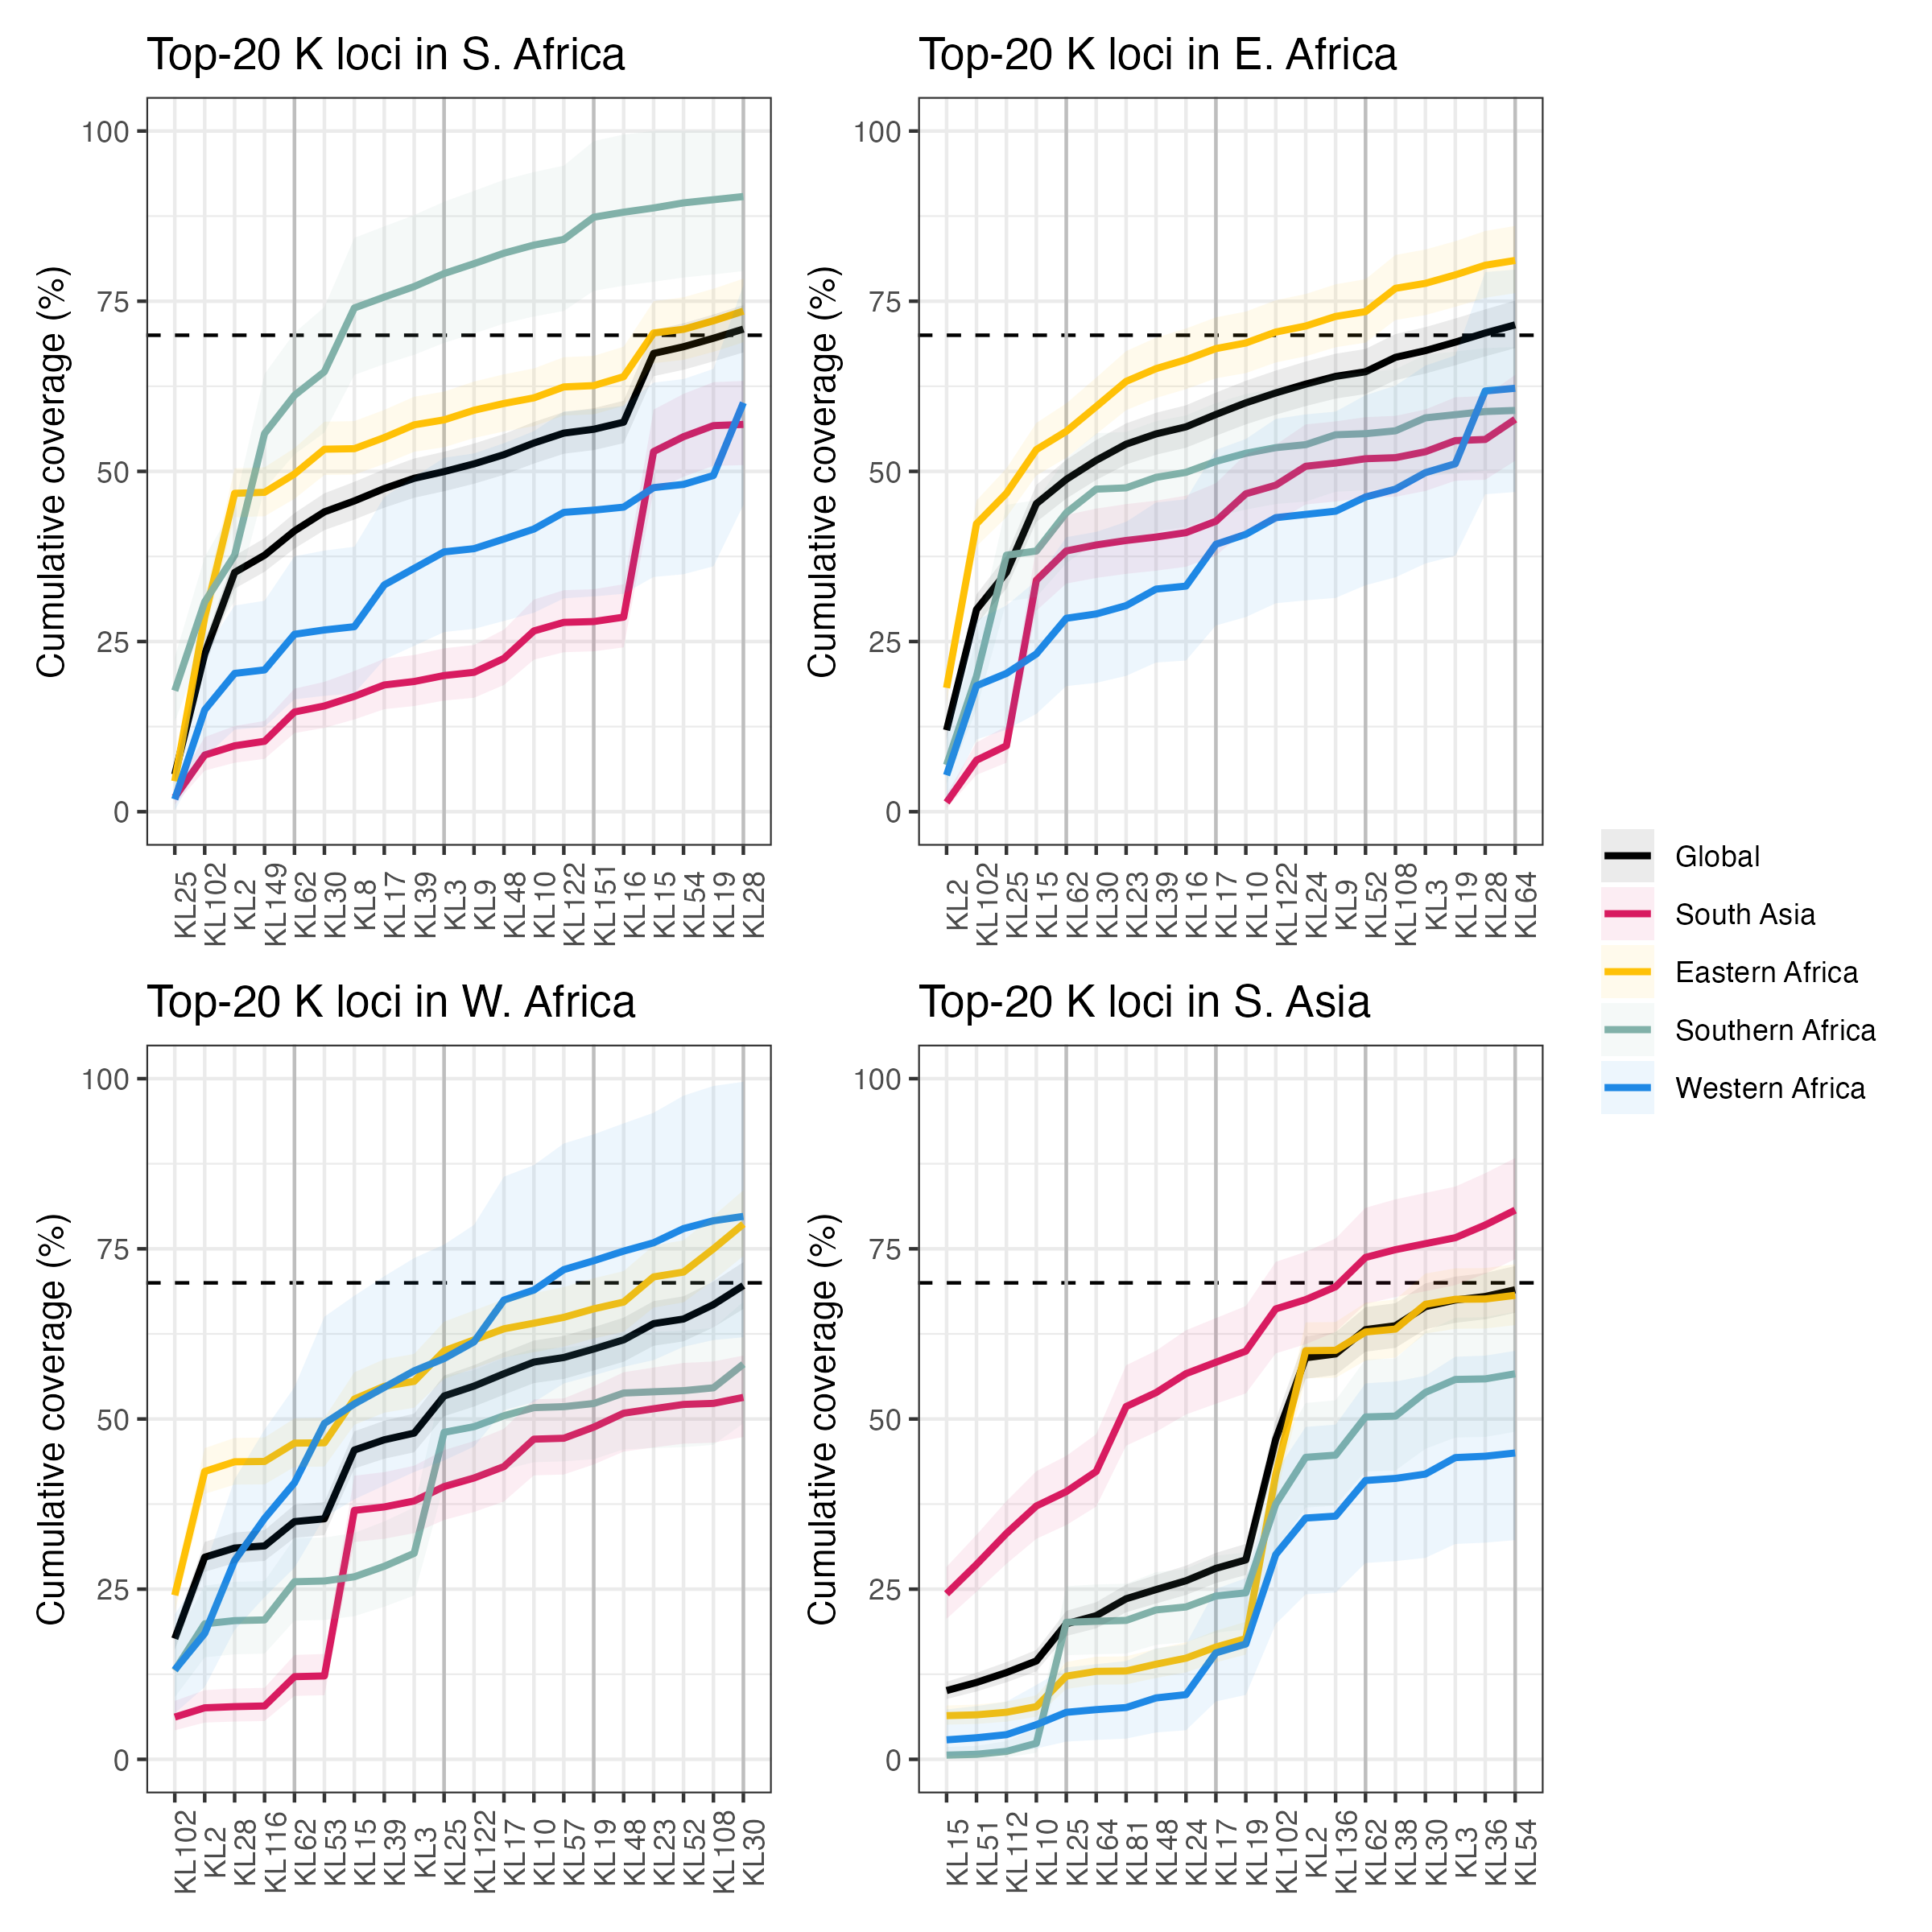 Top-20 K loci in S. Africa
Cumulative coverage (%)
100
75
50
25
0
KL25
KL102
KL2
KL149
KL62
KL30
KL8
KL17
KL39
KL3
KL9
KL48
KL10
KL122
KL151
KL16
KL15
KL54
KL19
KL28
Top-20 K loci in E. Africa
Cumulative coverage (%)
100
75
50
25
0
KL2
KL102
KL25
KL15
KL62
KL30
KL23
KL39
KL16
KL17
KL10
KL122
KL24
KL9
KL52
KL108
KL3
KL19
KL28
KL64
Top-20 K loci in W. Africa
Cumulative coverage (%)
100
75
50
25
0
KL102
KL2
KL28
KL116
KL62
KL53
KL15
KL39
KL3
KL25
KL122
KL17
KL10
KL57
KL19
KL48
KL23
KL52
KL108
KL30
Top-20 K loci in S. Asia
Cumulative coverage (%)
100
75
50
25
0
KL15
KL51
KL112
KL10
KL25
KL64
KL81
KL48
KL24
KL17
KL19
KL102
KL2
KL136
KL62
KL38
KL30
KL3
KL36
KL54
Global
South Asia
Eastern Africa
Southern Africa
Western Africa